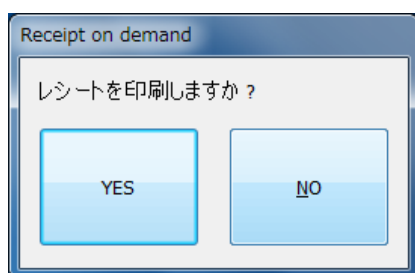 Receipt on demand
レシートを印刷しますか ?
YES
NO